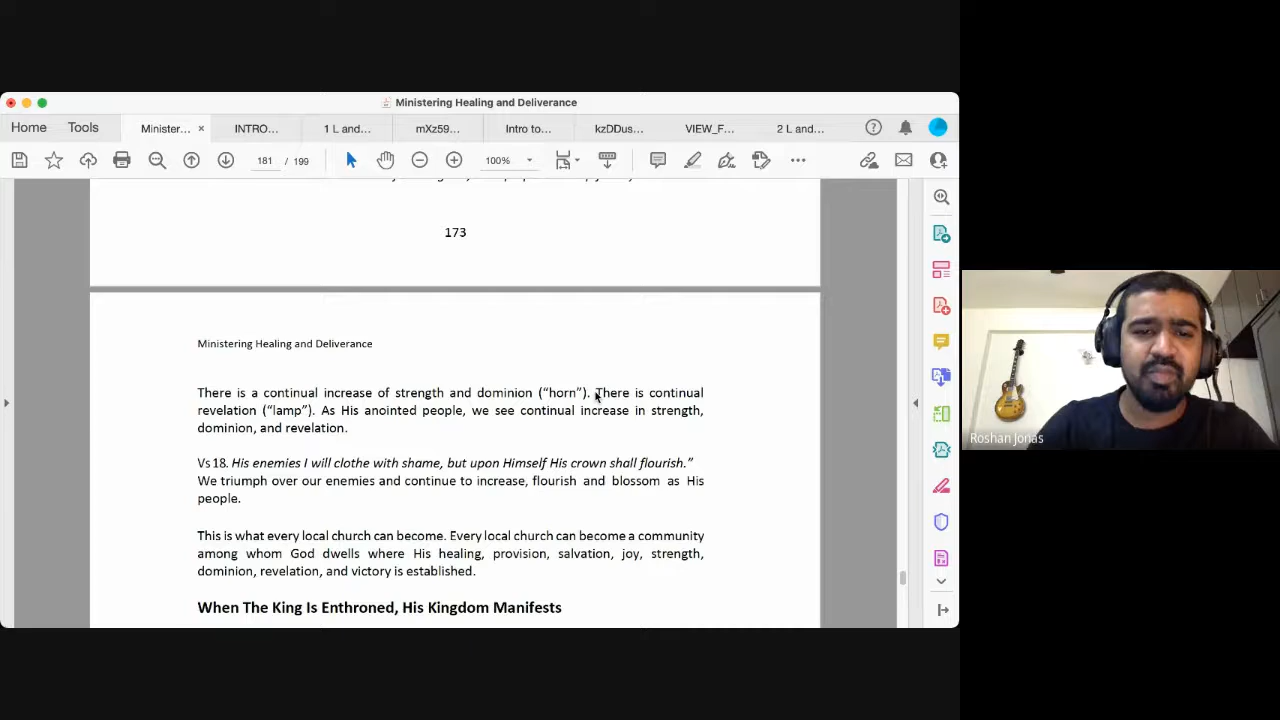 Ministering Healing and Deliverance
Home Tools Minister... × INTRO... 1 L and... mXz59... Intro to... kzDDus... VIEW_F... 2 L and...
181 / 199 100%
173
Ministering Healing and Deliverance
There is a continual increase of strength and dominion (“horn”). There is continual
revelation (“lamp”). As His anointed people, we see continual increase in strength,
dominion, and revelation.
Vs 18. His enemies I will clothe with shame, but upon Himself His crown shall flourish.”
We triumph over our enemies and continue to increase, flourish and blossom as His
people.
This is what every local church can become. Every local church can become a community
among whom God dwells where His healing, provision, salvation, joy, strength,
dominion, revelation, and victory is established.
When The King Is Enthroned, His Kingdom Manifests
Roshan Jonas